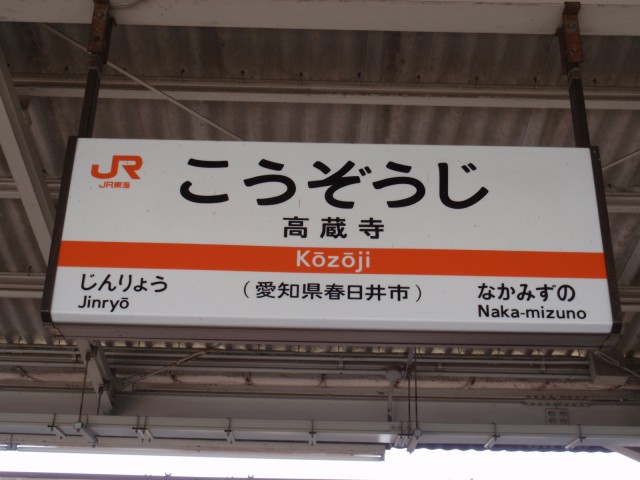 JR
JR東海
こうぞうじ
高蔵寺
Kōzōji
じんりょう
Jinryō
（愛知県春日井市）
なかみずの
Naka-mizuno